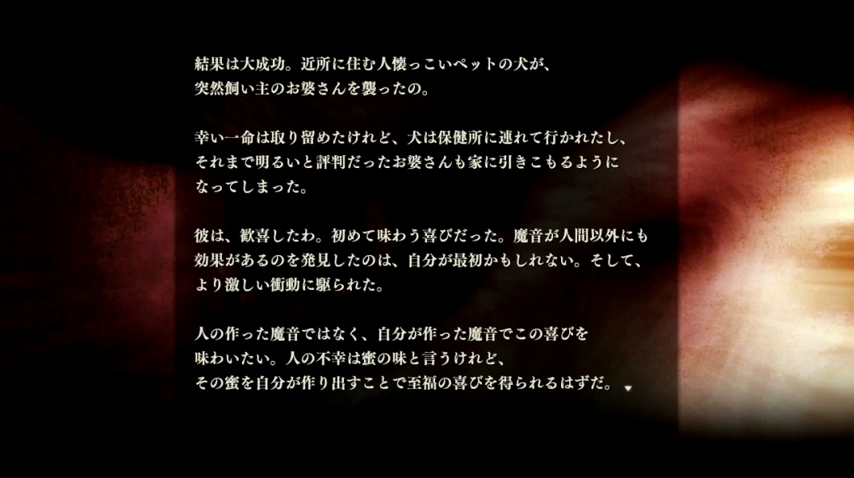 結果は大成功。近所に住む人懐っこいペットの犬が、
突然飼い主のお婆さんを襲ったの。
幸い一命は取り留めたけれど、犬は保健所に連れて行かれたし、
それまで明るいと評判だったお婆さんも家に引きこもるように
なってしまった。
彼は、歓喜したわ。初めて味わう喜びだった。魔音が人間以外にも
効果があるのを発見したのは、自分が最初かもしれない。そして、
より激しい衝動に駆られた。
人の作った魔音ではなく、自分が作った魔音でこの喜びを
味わいたい。人の不幸は蜜の味と言うけれど、
その蜜を自分が作り出すことで至福の喜びを得られるはずだ。